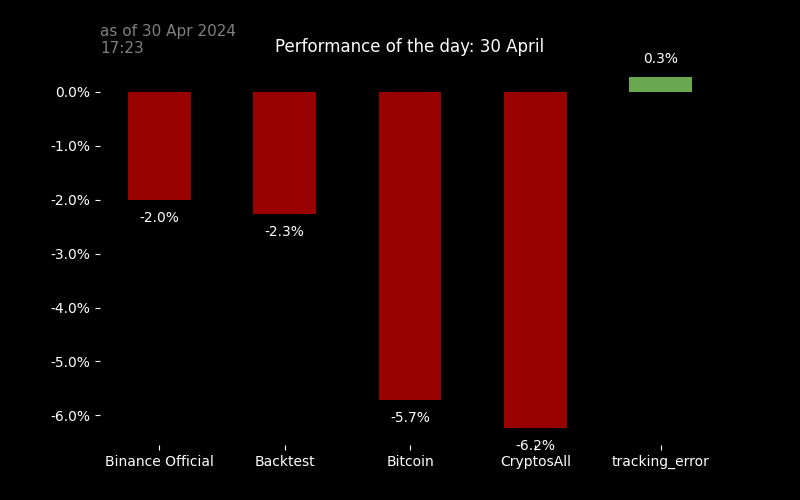 as of 30 Apr 2024
17:23
Performance of the day: 30 April
0.3%
0.0%
-1.0%
-2.0%
-2.0%
-2.3%
-3.0%
-4.0%
-5.0%
-6.0%
-5.7%
-6.2%
Binance Official
Backtest
Bitcoin
CryptosAll
tracking_error